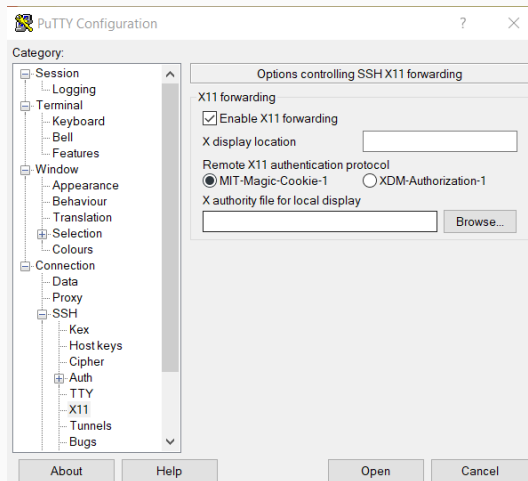 PuTTY Configuration
?
Category:
Session
Logging
Terminal
Keyboard
Bell
Features
Window
Appearance
Behaviour
Translation
Selection
Colours
Connection
Data
Proxy
SSH
Kex
Host keys
Cipher
Auth
TTY
X11
Tunnels
Bugs
Options controlling SSH X11 forwarding
X11 forwarding
Enable X11 forwarding
X display location
Remote X11 authentication protocol
MIT-Magic-Cookie-1 XDM-Authorization-1
X authority file for local display
Browse...
About Help Open Cancel